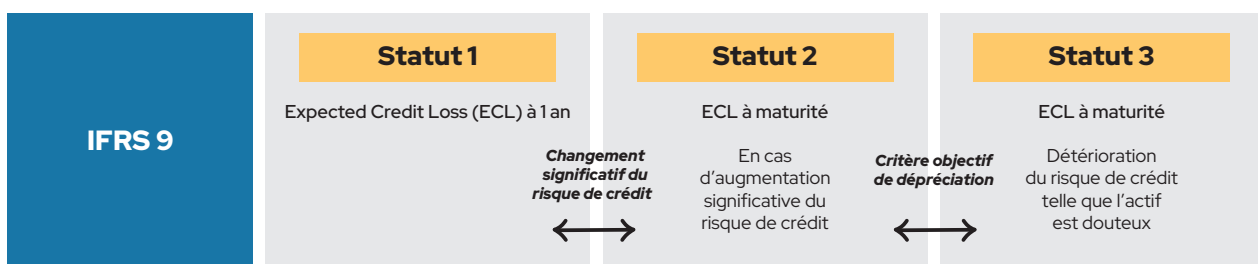 IFRS 9
Statut 1
Expected Credit Loss (ECL) à 1 an
Changement
significatif du
risque de crédit
Statut 2
ECL à maturité
En cas
d'augmentation
significative du
risque de crédit
Critère objectif
de dépréciation
Statut 3
ECL à maturité
Détérioration
du risque de crédit
telle que l'actif
est douteux